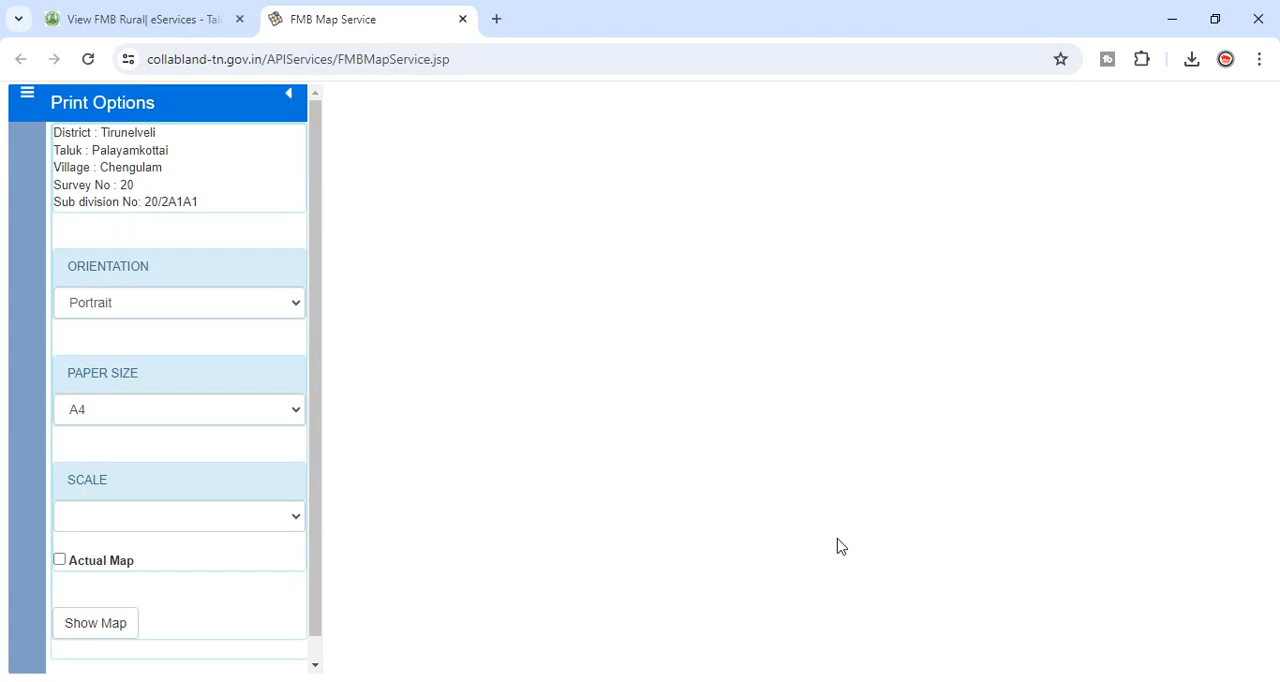 View FMB Rural| eServices - Tal
FMB Map Service
collabland-tn.gov.in/APIServices/FMBMapService.jsp
Print Options
District : Tirunelveli
Taluk : Palayamkottai
Village : Chengulam
Survey No : 20
Sub division No: 20/2A1A1
ORIENTATION
Portrait
PAPER SIZE
A4
SCALE
Actual Map
Show Map